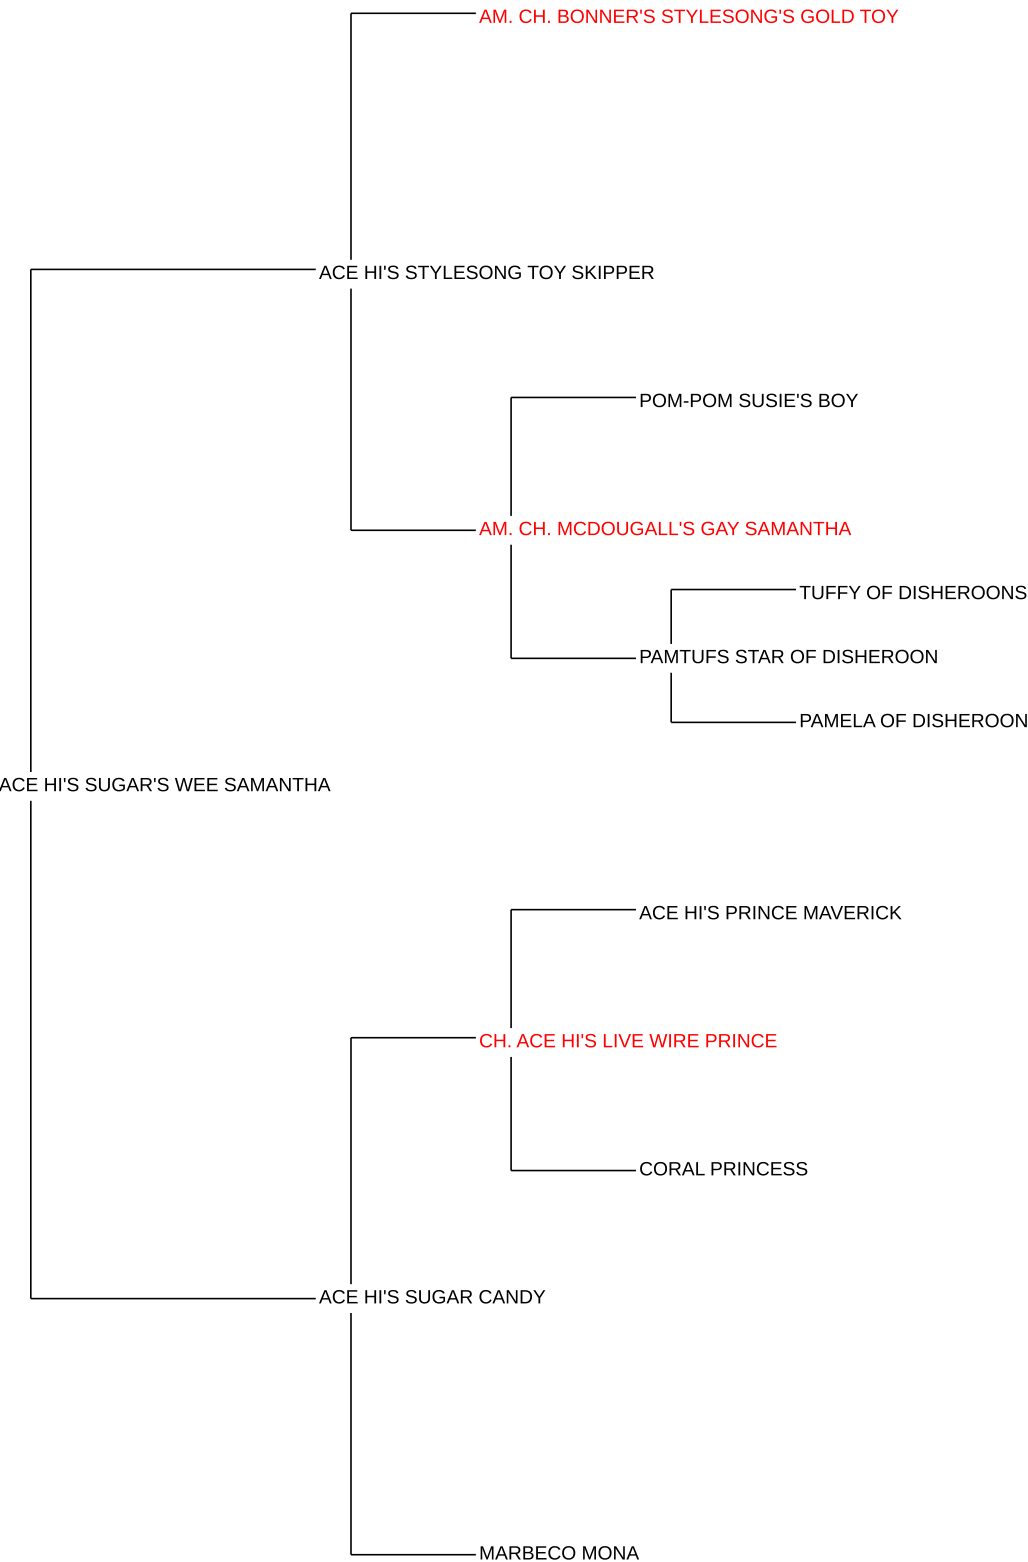 AM. CH. BONNER'S STYLESONG'S GOLD TOY
ACE HI'S STYLESONG TOY SKIPPER
POM-POM SUSIE'S BOY
AM. CH. MCDOUGALL'S GAY SAMANTHA
TUFFY OF DISHEROONS
PAMTUFS STAR OF DISHEROON
PAMELA OF DISHEROON
ACE HI'S SUGAR'S WEE SAMANTHA
ACE HI'S PRINCE MAVERICK
CH. ACE HI'S LIVE WIRE PRINCE
CORAL PRINCESS
ACE HI'S SUGAR CANDY
MARBECO MONA